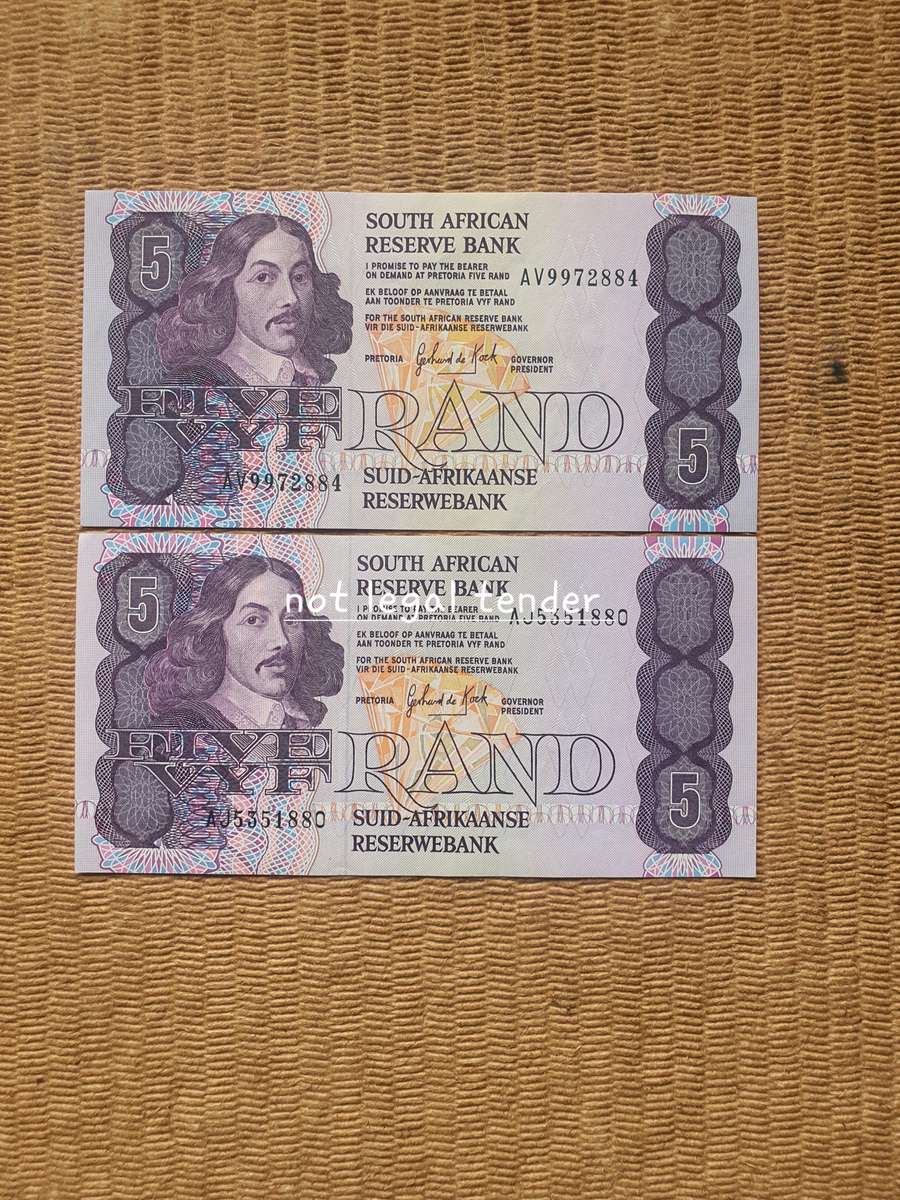 5
SOUTH AFRICAN
RESERVE BANK
I PROMISE TO PAY THE BEARER
ON DEMAND AT PRETORIA FIVE RAND
AV9972884
EK BELOOF OP AANVRAAG TE BETAAL
AAN TOONDER TE PRETORIA VYF RAND
FOR THE SOUTH AFRICAN RESERVE BANK
VIR DIE SUID-AFRIKAANSE RESERWEBANK
PRETORIA Gerhard de Kock GOVERNOR
PRESIDENT
FIVE
VYF
RAND
5
AV9972884
SUID-AFRIKAANSE
RESERWEBANK
5
SOUTH AFRICAN
RESERVE BANK
not legal tender
I PROMISE TO PAY THE BEARER
ON DEMAND AT PRETORIA FIVE RAND
AJ5351880
EK BELOOF OP AANVRAAG TE BETAAL
AAN TOONDER TE PRETORIA VYF RAND
FOR THE SOUTH AFRICAN RESERVE BANK
VIR DIE SUID-AFRIKAANSE RESERWEBANK
PRETORIA Gerhard de Kock GOVERNOR
PRESIDENT
FIVE
VYF
RAND
5
AJ5351880
SUID-AFRIKAANSE
RESERWEBANK